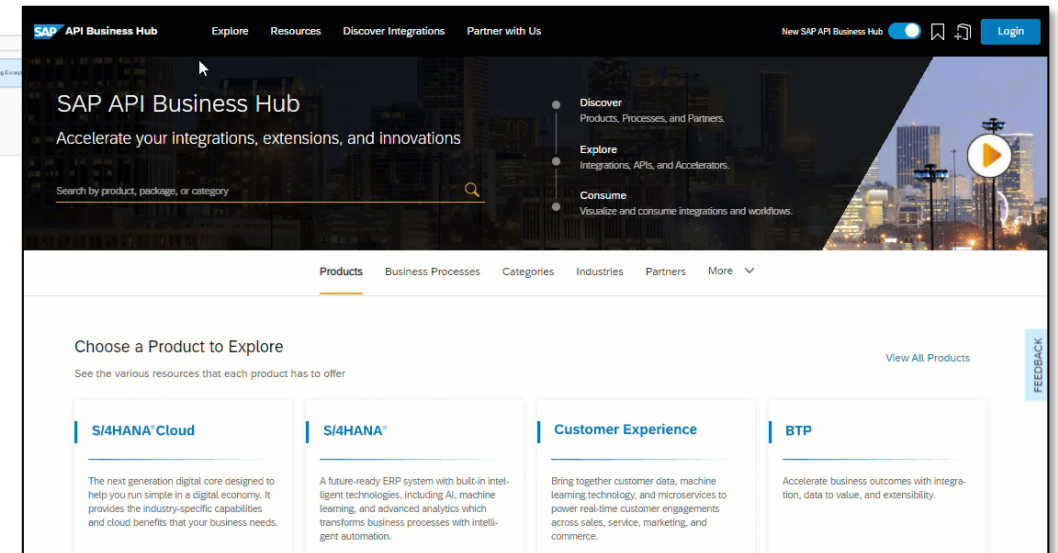 SAP API Business Hub Explore Resources Discover Integrations Partner with Us New SAP API Business Hub Login
SAP API Business Hub
Accelerate your integrations, extensions, and innovations
Search by product, package, or category
Discover
Products, Processes, and Partners.
Explore
Integrations, APIs, and Accelerators.
Consume
Visualize and consume integrations and workflows.
Products Business Processes Categories Industries Partners More
Choose a Product to Explore
See the various resources that each product has to offer
View All Products
FEEDBACK
S/4HANA® Cloud
The next generation digital core designed to
help you run simple in a digital economy. It
provides the industry-specific capabilities
and cloud benefits that your business needs.
S/4HANA®
A future-ready ERP system with built-in intel-
ligent technologies, including AI, machine
learning, and advanced analytics which
transforms business processes with intelli-
gent automation.
Customer Experience
Bring together customer data, machine
learning technology, and microservices to
power real-time customer engagements
across sales, service, marketing, and
commerce.
BTP
Accelerate business outcomes with integra-
tion, data to value, and extensibility.